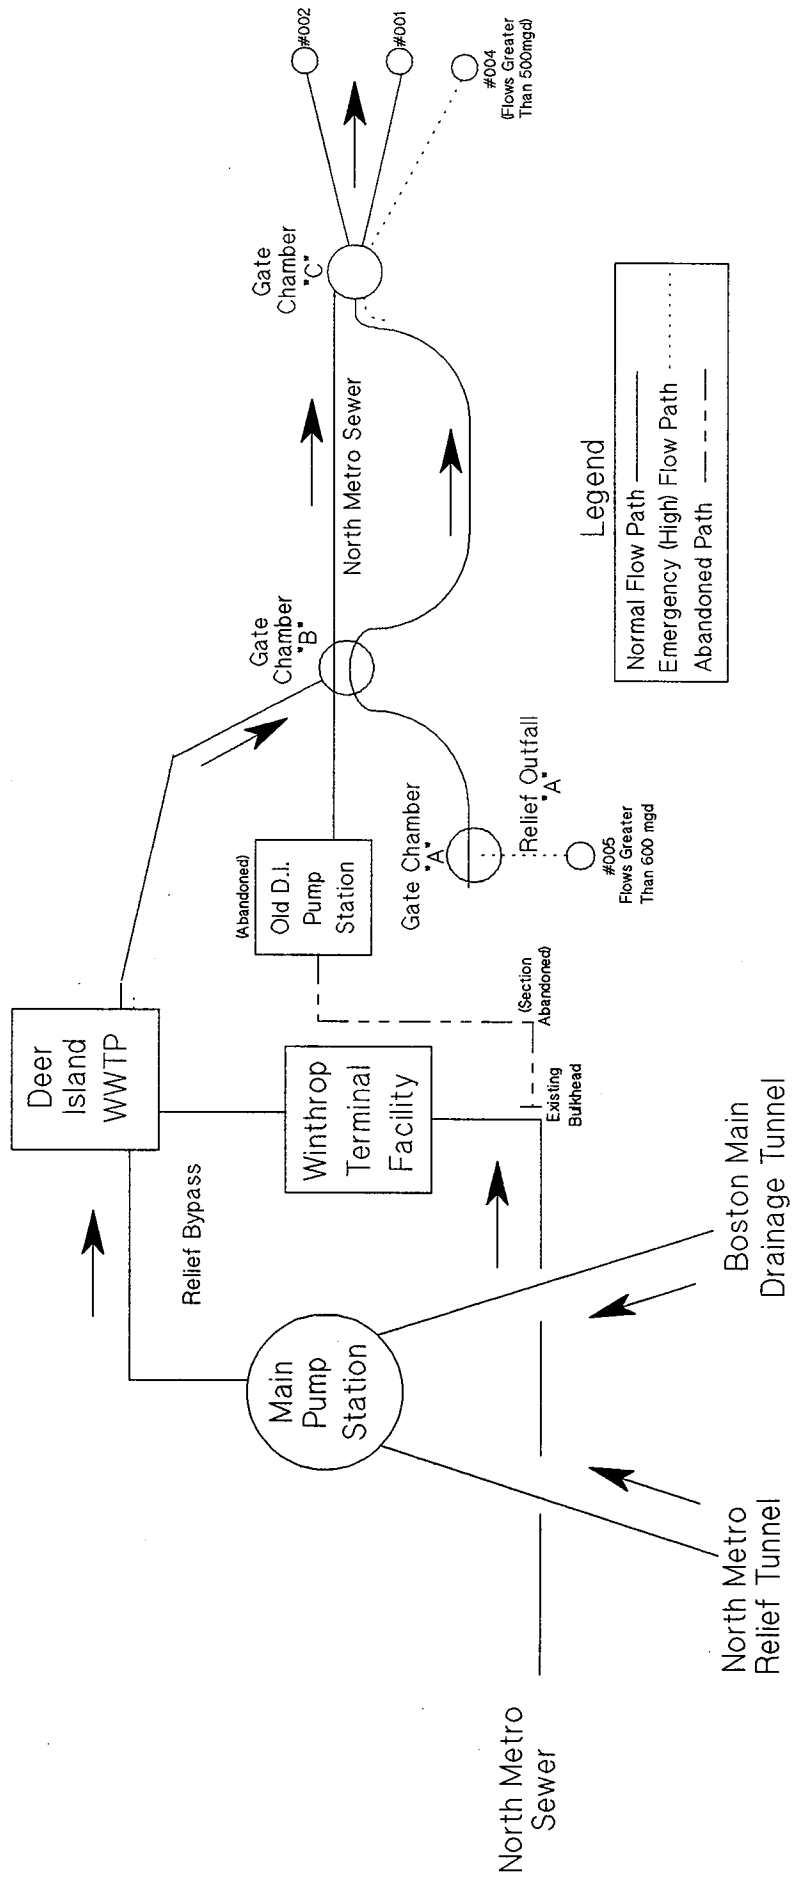 North Metro
Sewer
North Metro
Relief Tunnel
Boston Main
Drainage Tunnel
Main
Pump
Station
Relief Bypass
Deer
Island
WWTP
Winthrop
Terminal
Facility
Existing
Bulkhead
(Section
Abandoned)
(Abandoned)
Old D.I.
Pump
Station
Gate Chamber
"A"
Relief Outfall
"A"
#005
Flows Greater
Than 600 mgd
Gate
Chamber
"B"
North Metro Sewer
Gate
Chamber
"C"
#002
#001
#004
(Flows Greater
Than 500mgd)
Legend
Normal Flow Path
Emergency (High) Flow Path
Abandoned Path